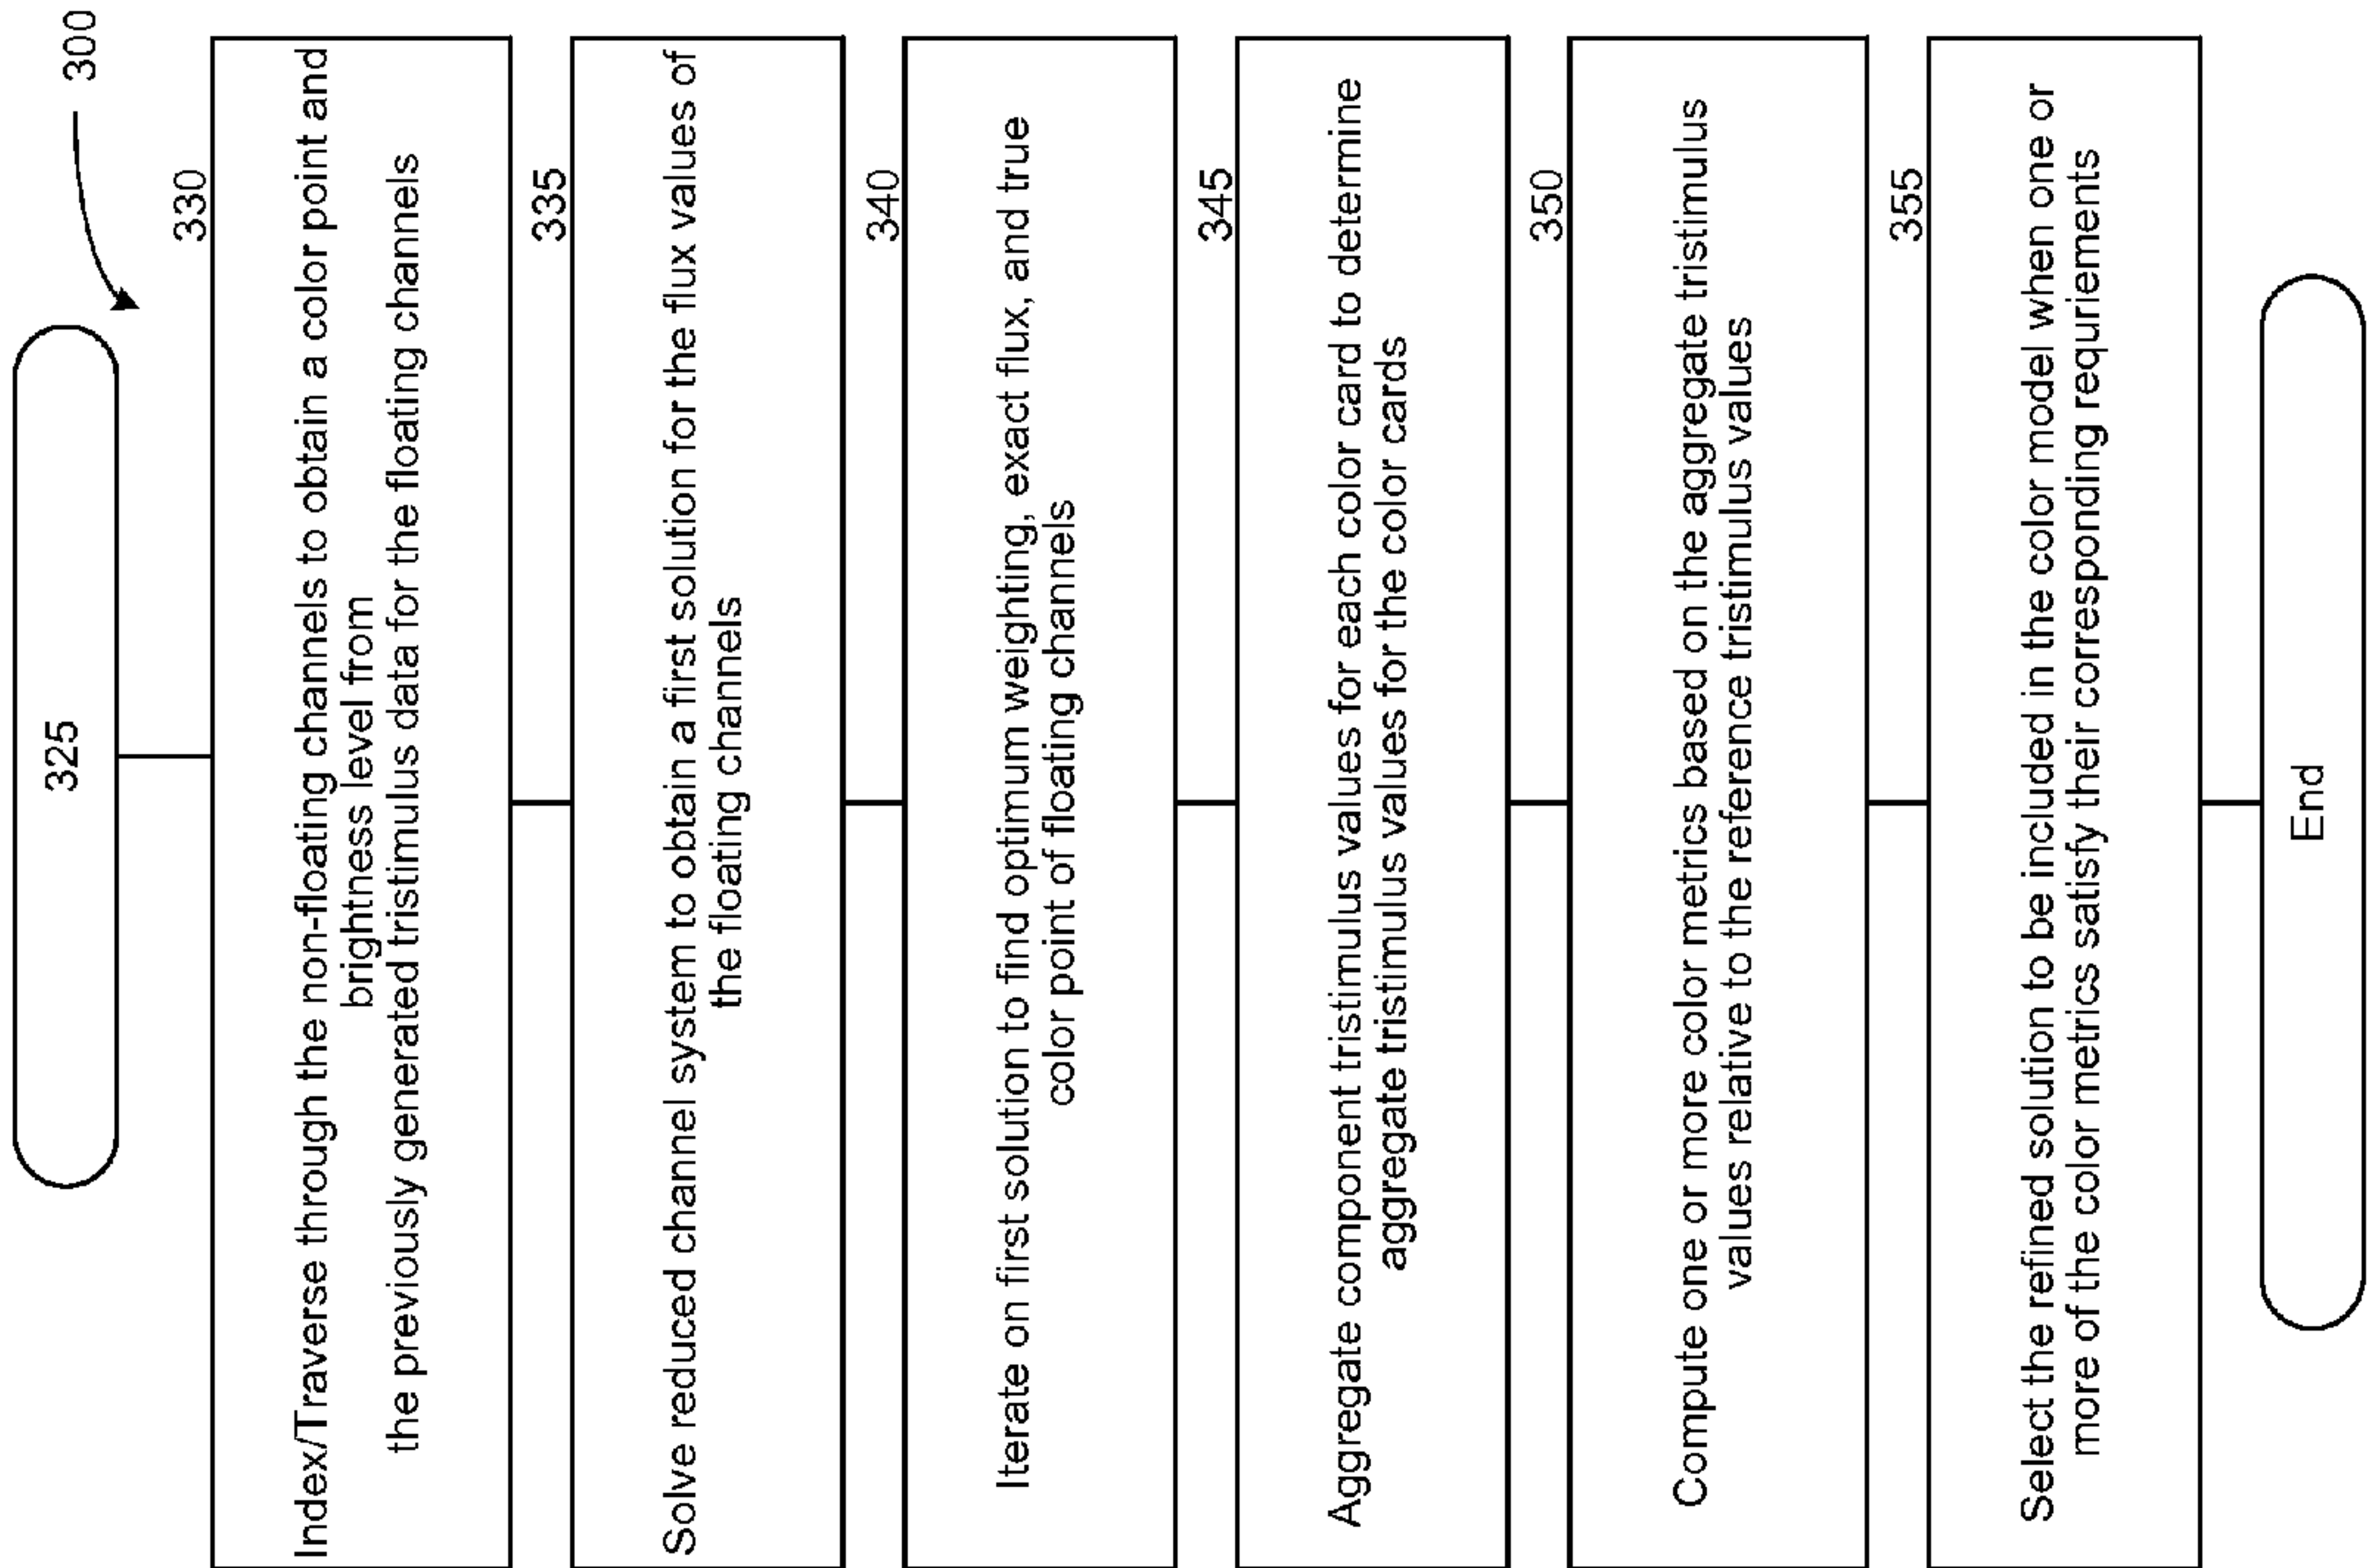 300
325
330
Index/Traverse through the non-floating channels to obtain a color point and
brightness level from
the previously generated tristimulus data for the floating channels
335
Solve reduced channel system to obtain a first solution for the flux values of
the floating channels
340
Iterate on first solution to find optimum weighting, exact flux, and true
color point of floating channels
345
Aggregate component tristimulus values for each color card to determine
aggregate tristimulus values for the color cards
350
Compute one or more color metrics based on the aggregate tristimulus
values relative to the reference tristimulus values
355
Select the refined solution to be included in the color model when one or
more of the color metrics satisfy their corresponding requriements
End